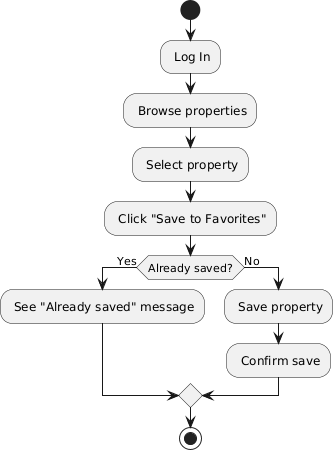 Log In
Browse properties
Select property
Click "Save to Favorites"
Already saved?
Yes
No
See "Already saved" message
Save property
Confirm save